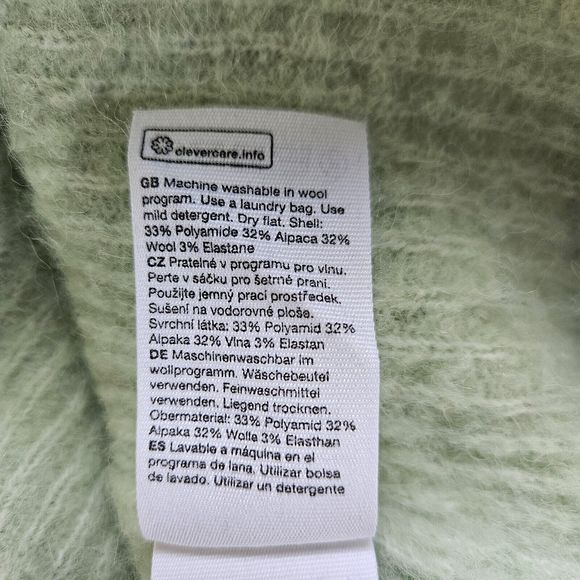 clevercare.info
GB Machine washable in wool
program. Use a laundry bag. Use
mild detergent. Dry flat. Shell:
33% Polyamide 32% Alpaca 32%
Wool 3% Elastane
CZ Pratelné v programu pro vlnu.
Perte v sáčku pro šetrné praní.
Použijte jemný prací prostředek.
Sušení na vodorovné ploše.
Svrchní látka: 33% Polyamid 32%
Alpaka 32% Vlna 3% Elastan
DE Maschinenwaschbar im
wollprogramm. Wäschebeutel
verwenden. Feinwaschmittel
verwenden. Liegend trocknen.
Obermaterial: 33% Polyamid 32%
Alpaka 32% Wolle 3% Elasthan
ES Lavable a máquina en el
programa de lana. Utilizar bolsa
de lavado. Utilizar un detergente